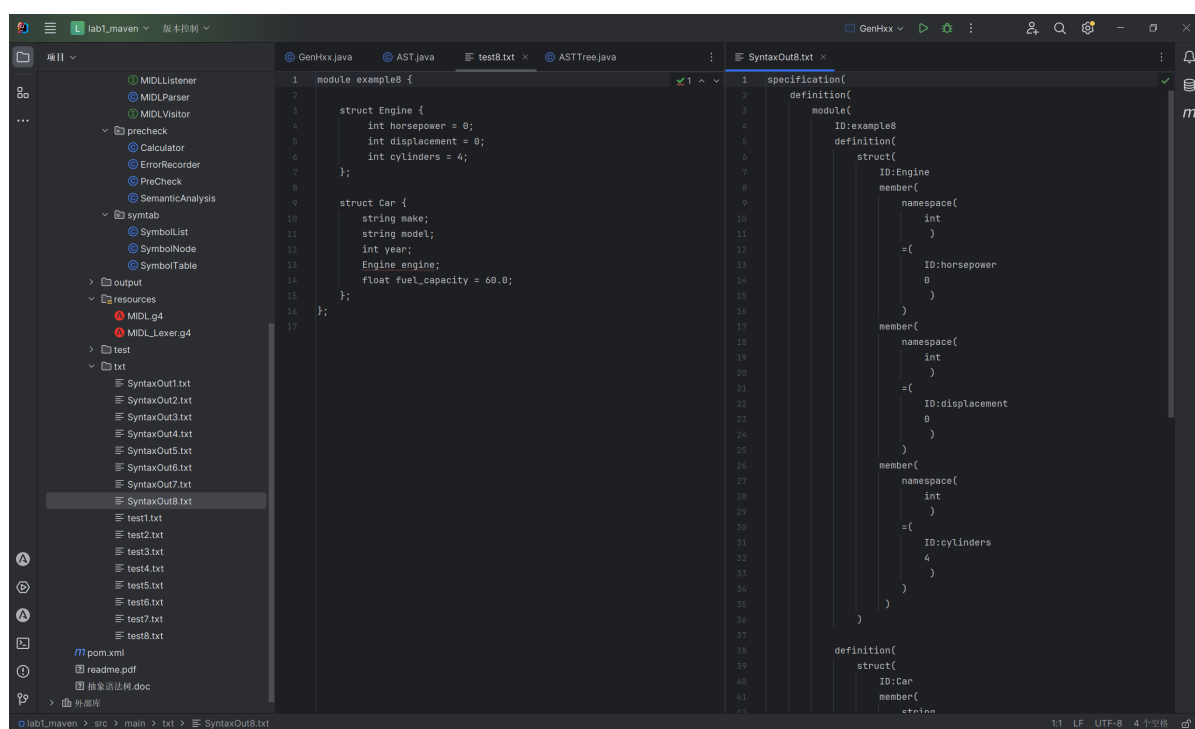 L lab1_maven 版本控制 GenHxx
项目
GenHxx.java AST.java test8.txt ASTTree.java SyntaxOut8.txt
MIDLListener
MIDLParser
MIDLVisitor
precheck
Calculator
ErrorRecorder
PreCheck
SemanticAnalysis
symtab
SymbolList
SymbolNode
SymbolTable
output
resources
MIDL.g4
MIDL_Lexer.g4
test
txt
SyntaxOut1.txt
SyntaxOut2.txt
SyntaxOut3.txt
SyntaxOut4.txt
SyntaxOut5.txt
SyntaxOut6.txt
SyntaxOut7.txt
SyntaxOut8.txt
test1.txt
test2.txt
test3.txt
test4.txt
test5.txt
test6.txt
test7.txt
test8.txt
pom.xml
readme.pdf
抽象语法树.doc
外部库
1 module example8 {
2
3 struct Engine {
4 int horsepower = 0;
5 int displacement = 0;
6 int cylinders = 4;
7 };
8
9 struct Car {
10 string make;
11 string model;
12 int year;
13 Engine engine;
14 float fuel_capacity = 60.0;
15 };
16 };
17
1
1 specification(
2 definition(
3 module(
4 ID:example8
5 definition(
6 struct(
7 ID:Engine
8 member(
9 namespace(
10 int
11 )
12 =(
13 ID:horsepower
14 0
15 )
16 )
17 member(
18 namespace(
19 int
20 )
21 =(
22 ID:displacement
23 0
24 )
25 )
26 member(
27 namespace(
28 int
29 )
30 =(
31 ID:cylinders
32 4
33 )
34 )
35 )
36 )
37
38 definition(
39 struct(
40 ID:Car
41 member(
42 string
lab1_maven > src > main > txt > SyntaxOut8.txt 1:1 LF UTF-8 4 个空格